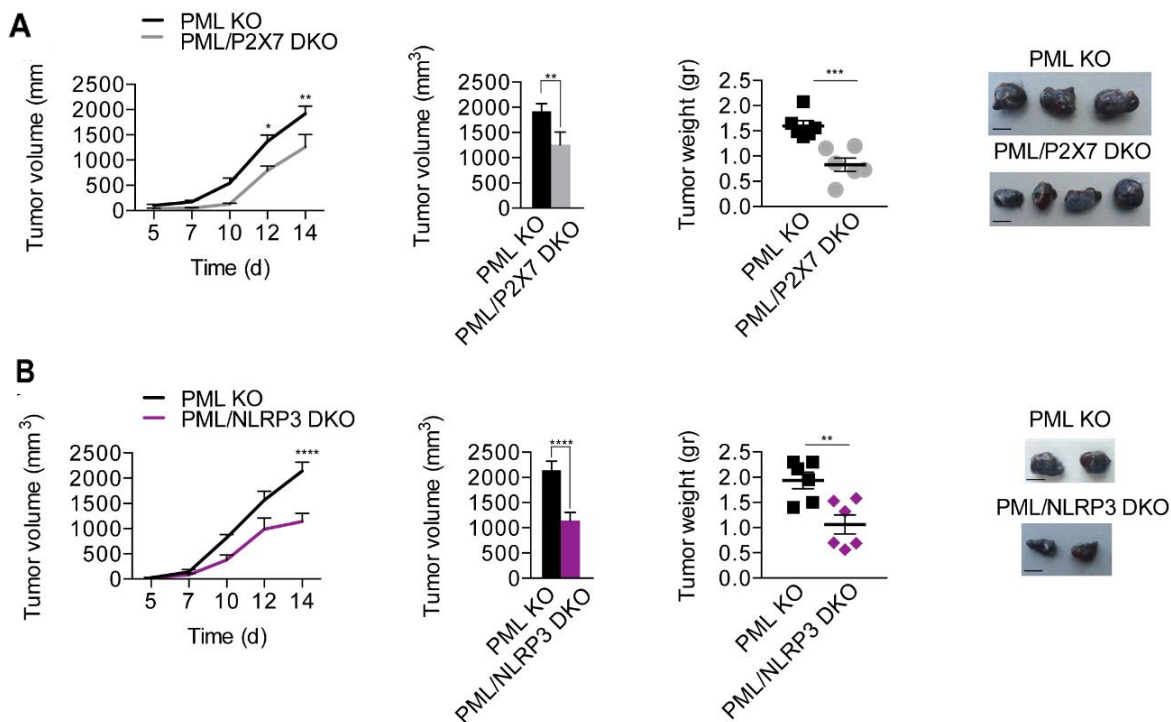 A
PML KO
PML/P2X7 DKO
Tumor volume (mm
2500
2000
1500
1000
500
0
5 7 10 12 14
Time (d)
*
**
Tumor volume (mm³)
2500
2000
1500
1000
500
0
**
PML KO
PML/P2X7 DKO
Tumor weight (gr)
2.5
2.0
1.5
1.0
0.5
0.0
***
PML KO
PML/P2X7 DKO
PML KO
PML/P2X7 DKO
B
PML KO
PML/NLRP3 DKO
Tumor volume (mm³)
2500
2000
1500
1000
500
0
5 7 10 12 14
Time (d)
****
Tumor volume (mm³)
2500
2000
1500
1000
500
0
****
PML KO
PML/NLRP3 DKO
Tumor weight (gr)
2.5
2.0
1.5
1.0
0.5
0.0
**
PML KO
PML/NLRP3 DKO
PML KO
PML/NLRP3 DKO